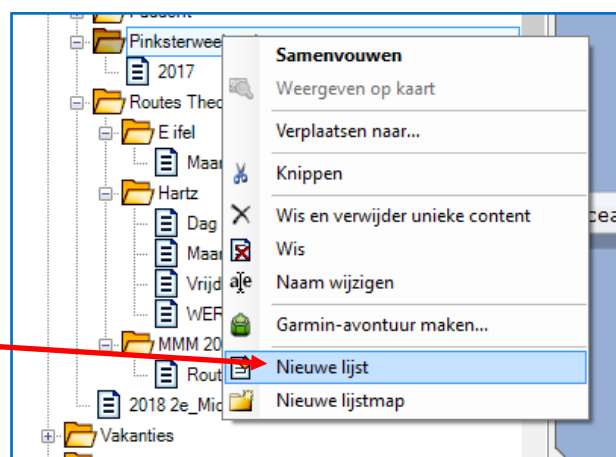 Pinksterwee
2017
Routes Theo
E ifel
Maar
Hartz
Dag
Maar
Vrijd
WER
MMM 20
Rout
2018 2e_Mic
Vakanties
Samenvouwen
Weergeven op kaart
Verplaatsen naar...
Knippen
Wis en verwijder unieke content
Wis
Naam wijzigen
Garmin-avontuur maken...
Nieuwe lijst
Nieuwe lijstmap